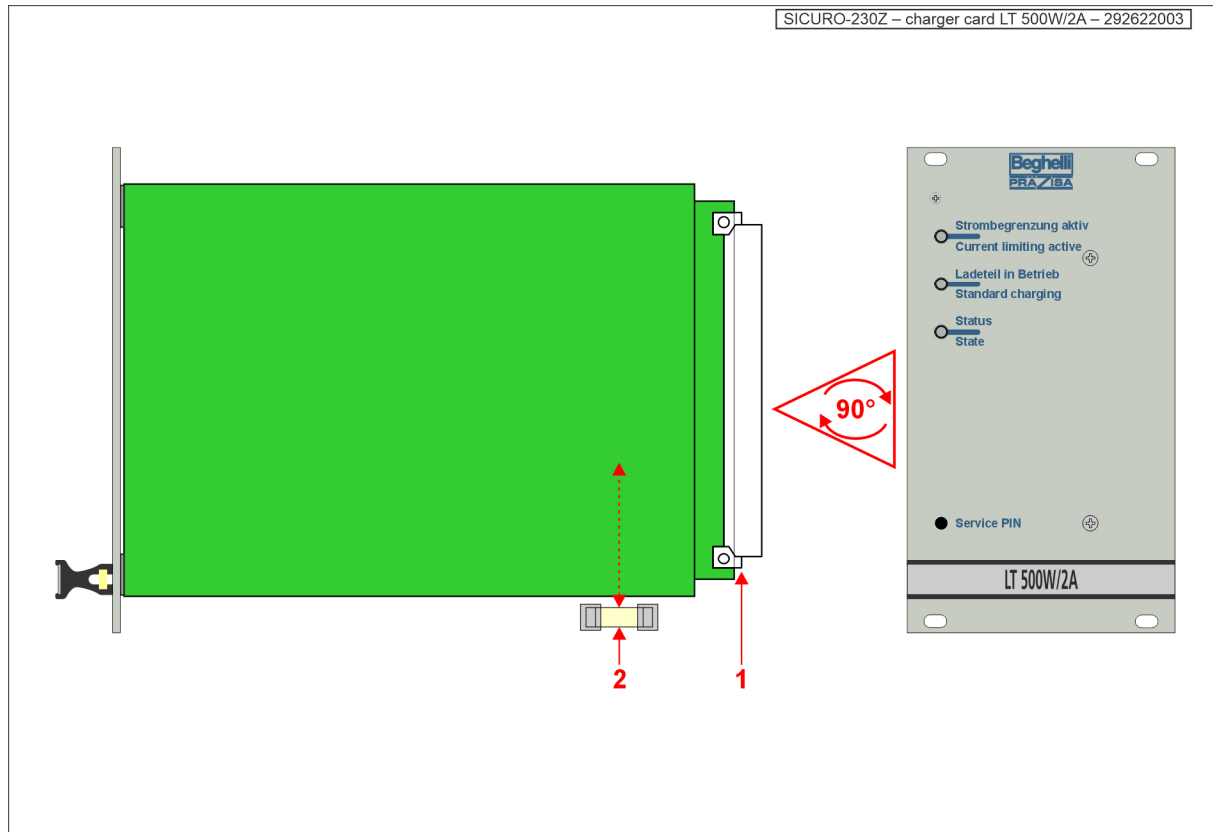 SICURO-230Z – charger card LT 500W/2A – 292622003
Beghelli
PRÄZISA
Strombegrenzung aktiv
Current limiting active
Ladeteil in Betrieb
Standard charging
Status
State
90°
Service PIN
LT 500W/2A
2
1